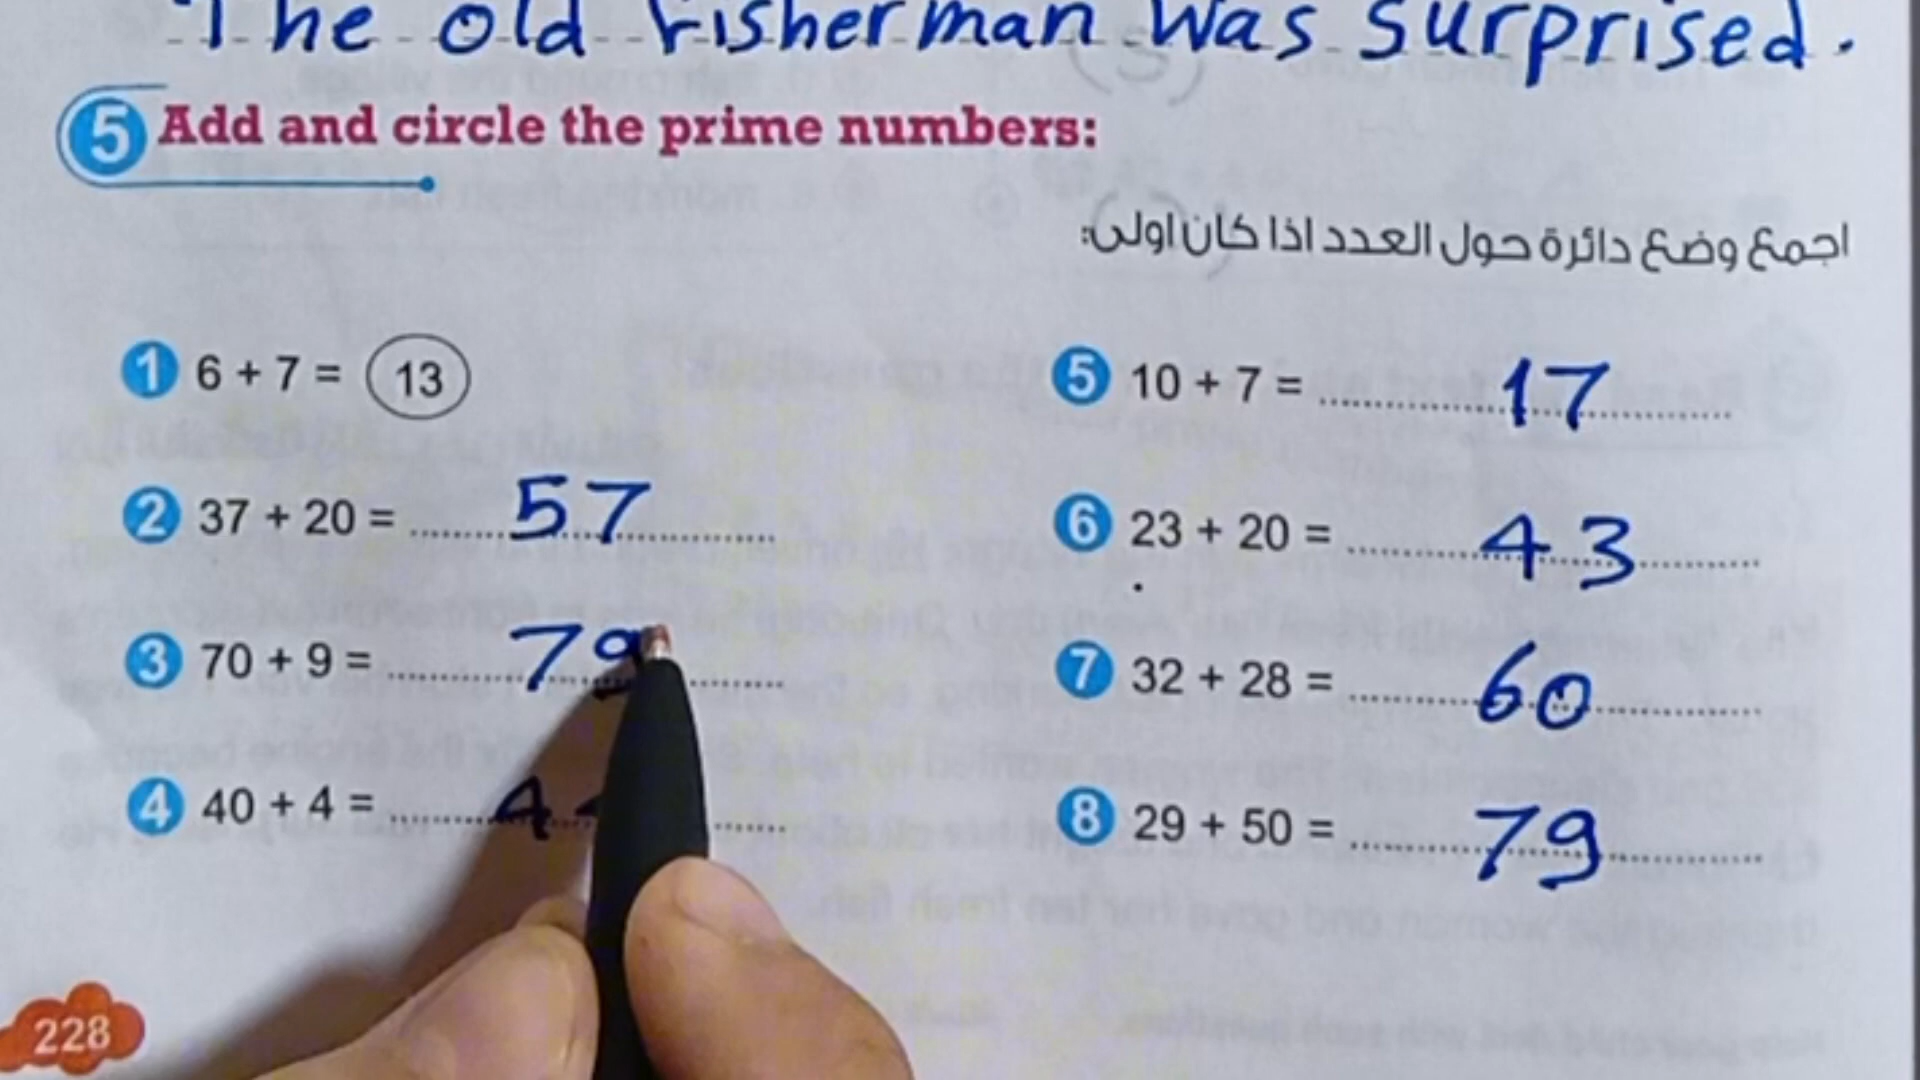 The old fisherman was surprised.
5 Add and circle the prime numbers:
اجمع وضع دائرة حول العدد اذا كان اولى:
1 6 + 7 = 13
2 37 + 20 = 57
3 70 + 9 = 79
4 40 + 4 = 4
5 10 + 7 = 17
6 23 + 20 = 43
7 32 + 28 = 60
8 29 + 50 = 79
228